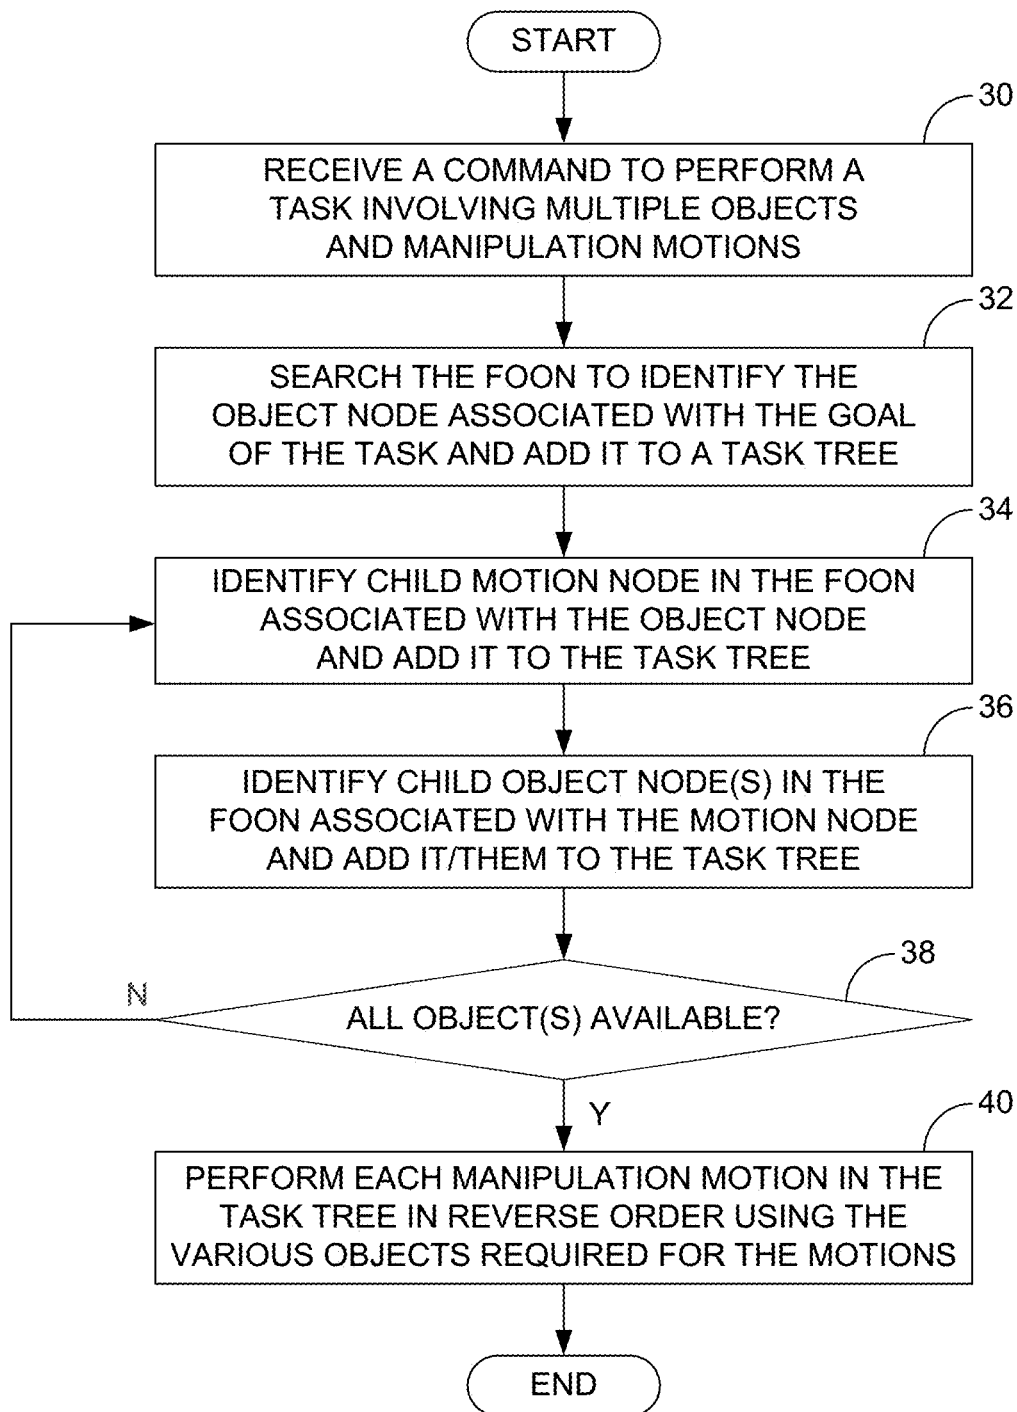 START
30
RECEIVE A COMMAND TO PERFORM A
TASK INVOLVING MULTIPLE OBJECTS
AND MANIPULATION MOTIONS
32
SEARCH THE FOON TO IDENTIFY THE
OBJECT NODE ASSOCIATED WITH THE GOAL
OF THE TASK AND ADD IT TO A TASK TREE
34
IDENTIFY CHILD MOTION NODE IN THE FOON
ASSOCIATED WITH THE OBJECT NODE
AND ADD IT TO THE TASK TREE
36
IDENTIFY CHILD OBJECT NODE(S) IN THE
FOON ASSOCIATED WITH THE MOTION NODE
AND ADD IT/THEM TO THE TASK TREE
38
N
ALL OBJECT(S) AVAILABLE?
Y
40
PERFORM EACH MANIPULATION MOTION IN THE
TASK TREE IN REVERSE ORDER USING THE
VARIOUS OBJECTS REQUIRED FOR THE MOTIONS
END